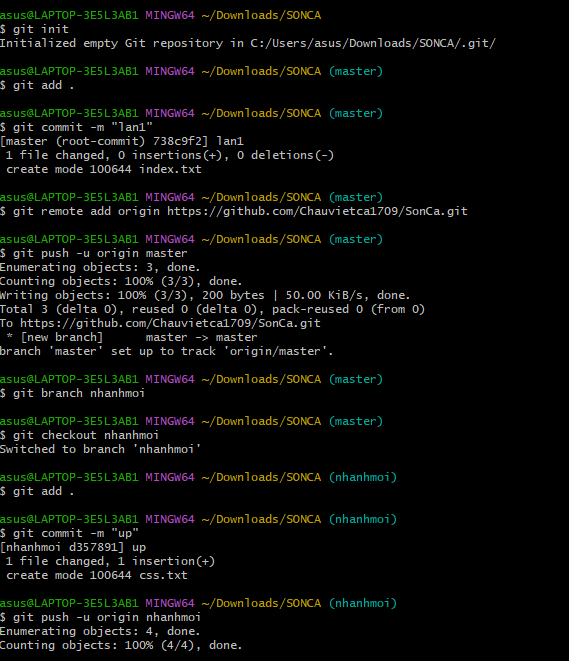 asus@LAPTOP-3E5L3AB1 MINGW64 ~/Downloads/SONCA
$ git init
Initialized empty Git repository in C:/Users/asus/Downloads/SONCA/.git/
asus@LAPTOP-3E5L3AB1 MINGW64 ~/Downloads/SONCA (master)
$ git add .
asus@LAPTOP-3E5L3AB1 MINGW64 ~/Downloads/SONCA (master)
$ git commit -m "lan1"
[master (root-commit) 738c9f2] lan1
 1 file changed, 0 insertions(+), 0 deletions(-)
 create mode 100644 index.txt
asus@LAPTOP-3E5L3AB1 MINGW64 ~/Downloads/SONCA (master)
$ git remote add origin https://github.com/Chauvietca1709/SonCa.git
asus@LAPTOP-3E5L3AB1 MINGW64 ~/Downloads/SONCA (master)
$ git push -u origin master
Enumerating objects: 3, done.
Counting objects: 100% (3/3), done.
Writing objects: 100% (3/3), 200 bytes | 50.00 KiB/s, done.
Total 3 (delta 0), reused 0 (delta 0), pack-reused 0 (from 0)
To https://github.com/Chauvietca1709/SonCa.git
 * [new branch]      master -> master
branch 'master' set up to track 'origin/master'.
asus@LAPTOP-3E5L3AB1 MINGW64 ~/Downloads/SONCA (master)
$ git branch nhanhmoi
asus@LAPTOP-3E5L3AB1 MINGW64 ~/Downloads/SONCA (master)
$ git checkout nhanhmoi
Switched to branch 'nhanhmoi'
asus@LAPTOP-3E5L3AB1 MINGW64 ~/Downloads/SONCA (nhanhmoi)
$ git add .
asus@LAPTOP-3E5L3AB1 MINGW64 ~/Downloads/SONCA (nhanhmoi)
$ git commit -m "up"
[nhanhmoi d357891] up
 1 file changed, 1 insertion(+)
 create mode 100644 css.txt
asus@LAPTOP-3E5L3AB1 MINGW64 ~/Downloads/SONCA (nhanhmoi)
$ git push -u origin nhanhmoi
Enumerating objects: 4, done.
Counting objects: 100% (4/4), done.